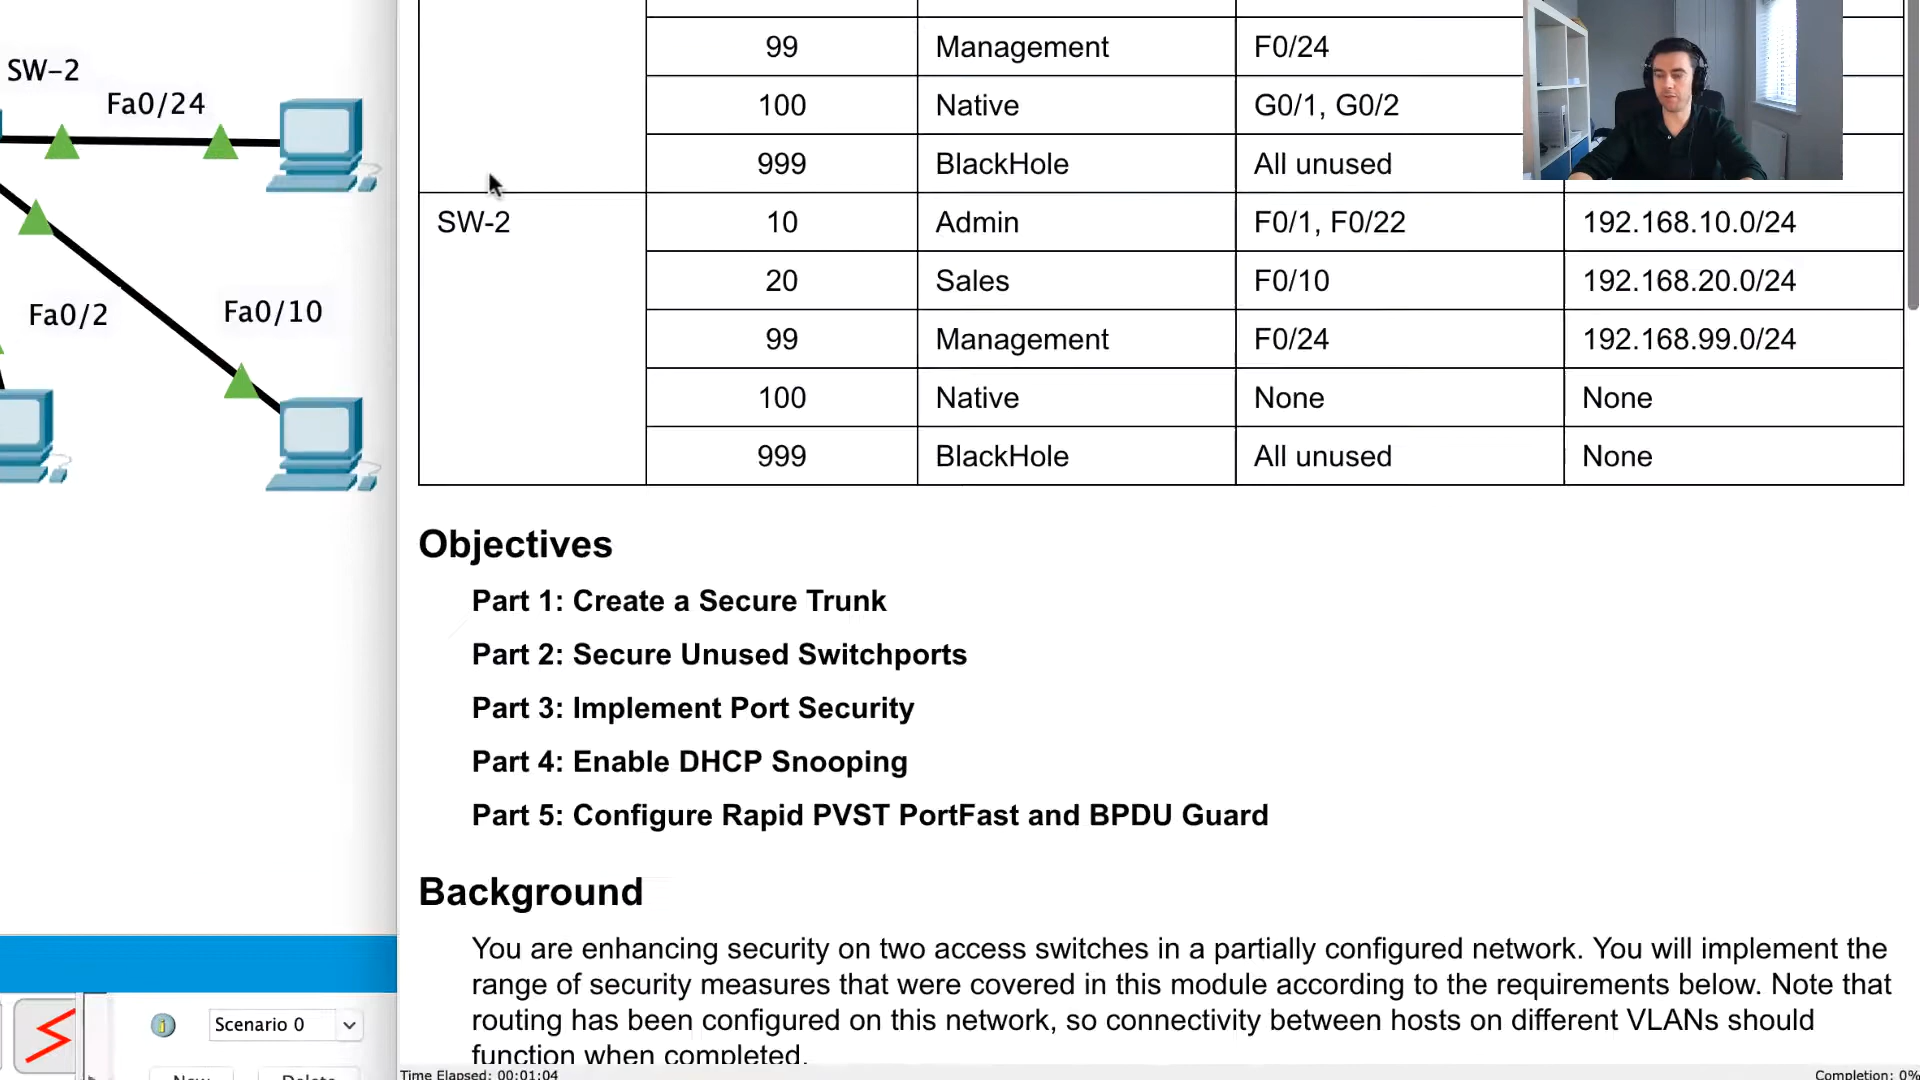 SW-2
Fa0/24
Fa0/2
Fa0/10
99 Management F0/24
100 Native G0/1, G0/2
999 BlackHole All unused
SW-2 10 Admin F0/1, F0/22 192.168.10.0/24
20 Sales F0/10 192.168.20.0/24
99 Management F0/24 192.168.99.0/24
100 Native None None
999 BlackHole All unused None
Objectives
Part 1: Create a Secure Trunk
Part 2: Secure Unused Switchports
Part 3: Implement Port Security
Part 4: Enable DHCP Snooping
Part 5: Configure Rapid PVST PortFast and BPDU Guard
Background
You are enhancing security on two access switches in a partially configured network. You will implement the
range of security measures that were covered in this module according to the requirements below. Note that
routing has been configured on this network, so connectivity between hosts on different VLANs should
function when completed.
Scenario 0
New Delete
Time Elapsed: 00:01:04
Completion: 0%